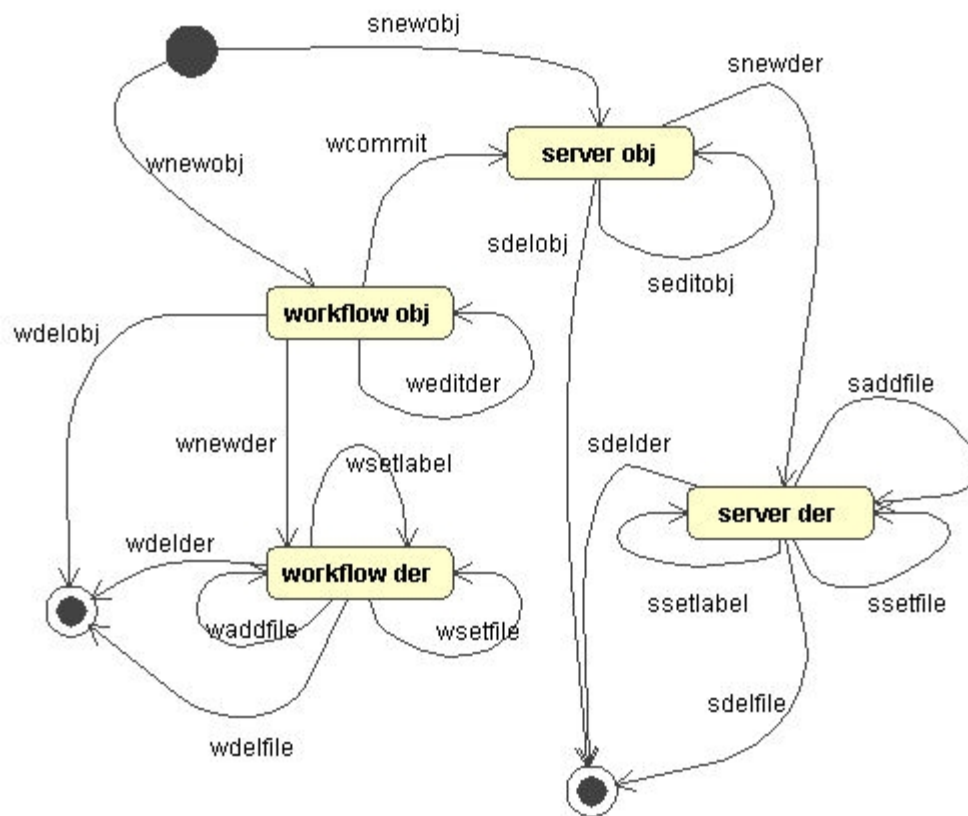 snewobj
snewder
wcommit
server obj
wnewobj
sdelobj
seditobj
workflow obj
wdelobj
weditder
saddfile
wnewder
sdelder
wsetlabel
server der
wdelder
workflow der
ssetlabel
ssetfile
waddfile
wsetfile
sdelfile
wdelfile